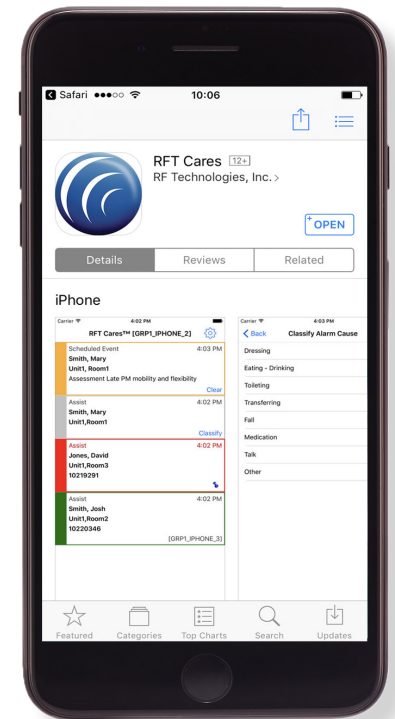 Safari 10:06
RFT Cares 12+
RF Technologies, Inc. >
+ OPEN
Details Reviews Related
iPhone
Carrier 4:02 PM
RFT Cares™ [GRP1_IPHONE_2]
Scheduled Event 4:03 PM
Smith, Mary
Unit1, Room1
Assessment Late PM mobility and flexibility
Clear
Assist 4:02 PM
Smith, Mary
Unit1,Room1
Classify
Assist 4:02 PM
Jones, David
Unit1,Room3
10219291
Assist 4:02 PM
Smith, Josh
Unit1,Room2
10220346
[GRP1_IPHONE_3]
Carrier 4:03 PM
< Back Classify Alarm Cause
Dressing
Eating - Drinking
Toileting
Transferring
Fall
Medication
Talk
Other
Featured Categories Top Charts Search Updates